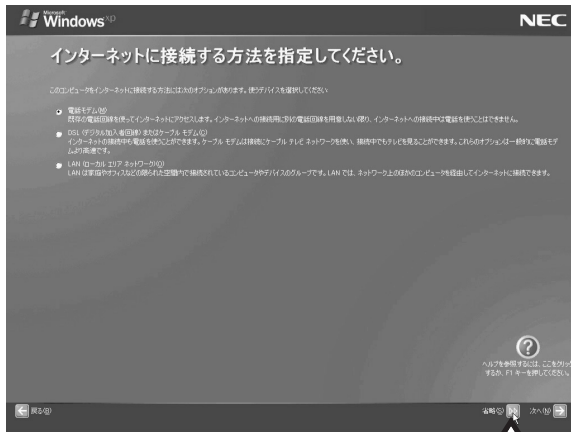 Microsoft
Windows xp
NEC
インターネットに接続する方法を指定してください。
このコンピュータをインターネットに接続する方法には次のオプションがあります。使うデバイスを選択してください
電話モデム(M)
既存の電話回線を使ってインターネットにアクセスします。インターネットへの接続用に別の電話回線を用意しない限り、インターネットへの接続中は電話を使うことはできません。
DSL (デジタル加入者回線) またはケーブル モデム(C)
インターネットの接続中も電話を使うことができます。ケーブル モデムは接続にケーブル テレビ ネットワークを使い、接続中でもテレビを見ることができます。これらのオプションは一般的に電話モデ
ムより高速です。
LAN (ローカル エリア ネットワーク)(O)
LAN は家庭やオフィスなどの限られた空間内で接続されているコンピュータやデバイスのグループです。LAN では、ネットワーク上のほかのコンピュータを経由してインターネットに接続できます。
ヘルプを参照するには、ここをクリック
するか、F1 キーを押してください。
戻る(B)
省略(S)
次へ(N)